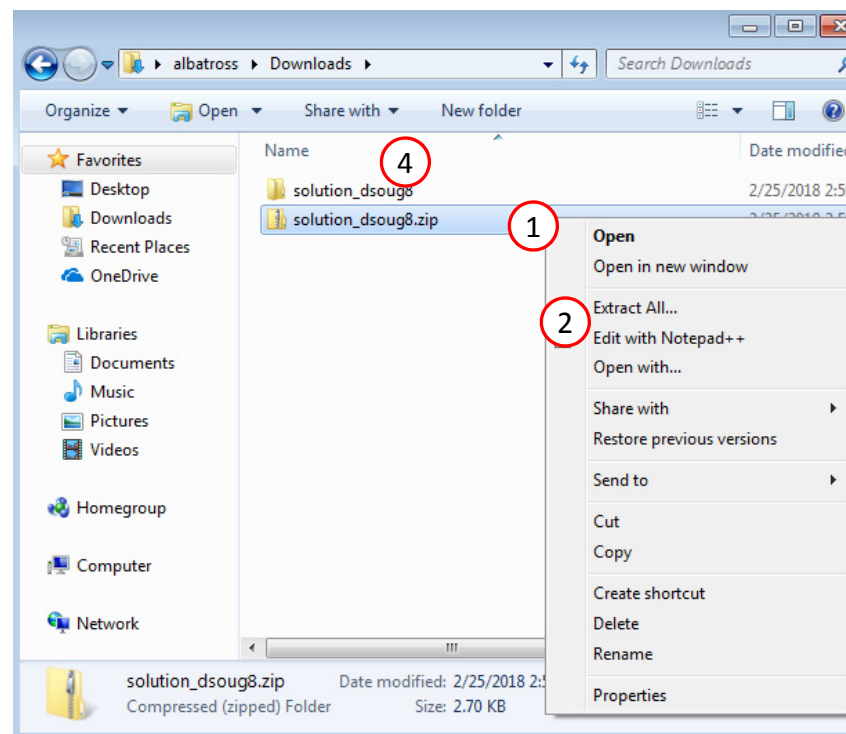 albatross ▸ Downloads ▸
Search Downloads
Organize Open Share with New folder
Name
Date modified
Favorites
Desktop
Downloads
Recent Places
OneDrive
Libraries
Documents
Music
Pictures
Videos
Homegroup
Computer
Network
4
solution_dsoug8 2/25/2018 2:5
solution_dsoug8.zip
1
Open
Open in new window
Extract All...
2
Edit with Notepad++
Open with...
Share with
Restore previous versions
Send to
Cut
Copy
Create shortcut
Delete
Rename
Properties
solution_dsoug8.zip Date modified: 2/25/2018 2:5
Compressed (zipped) Folder Size: 2.70 KB